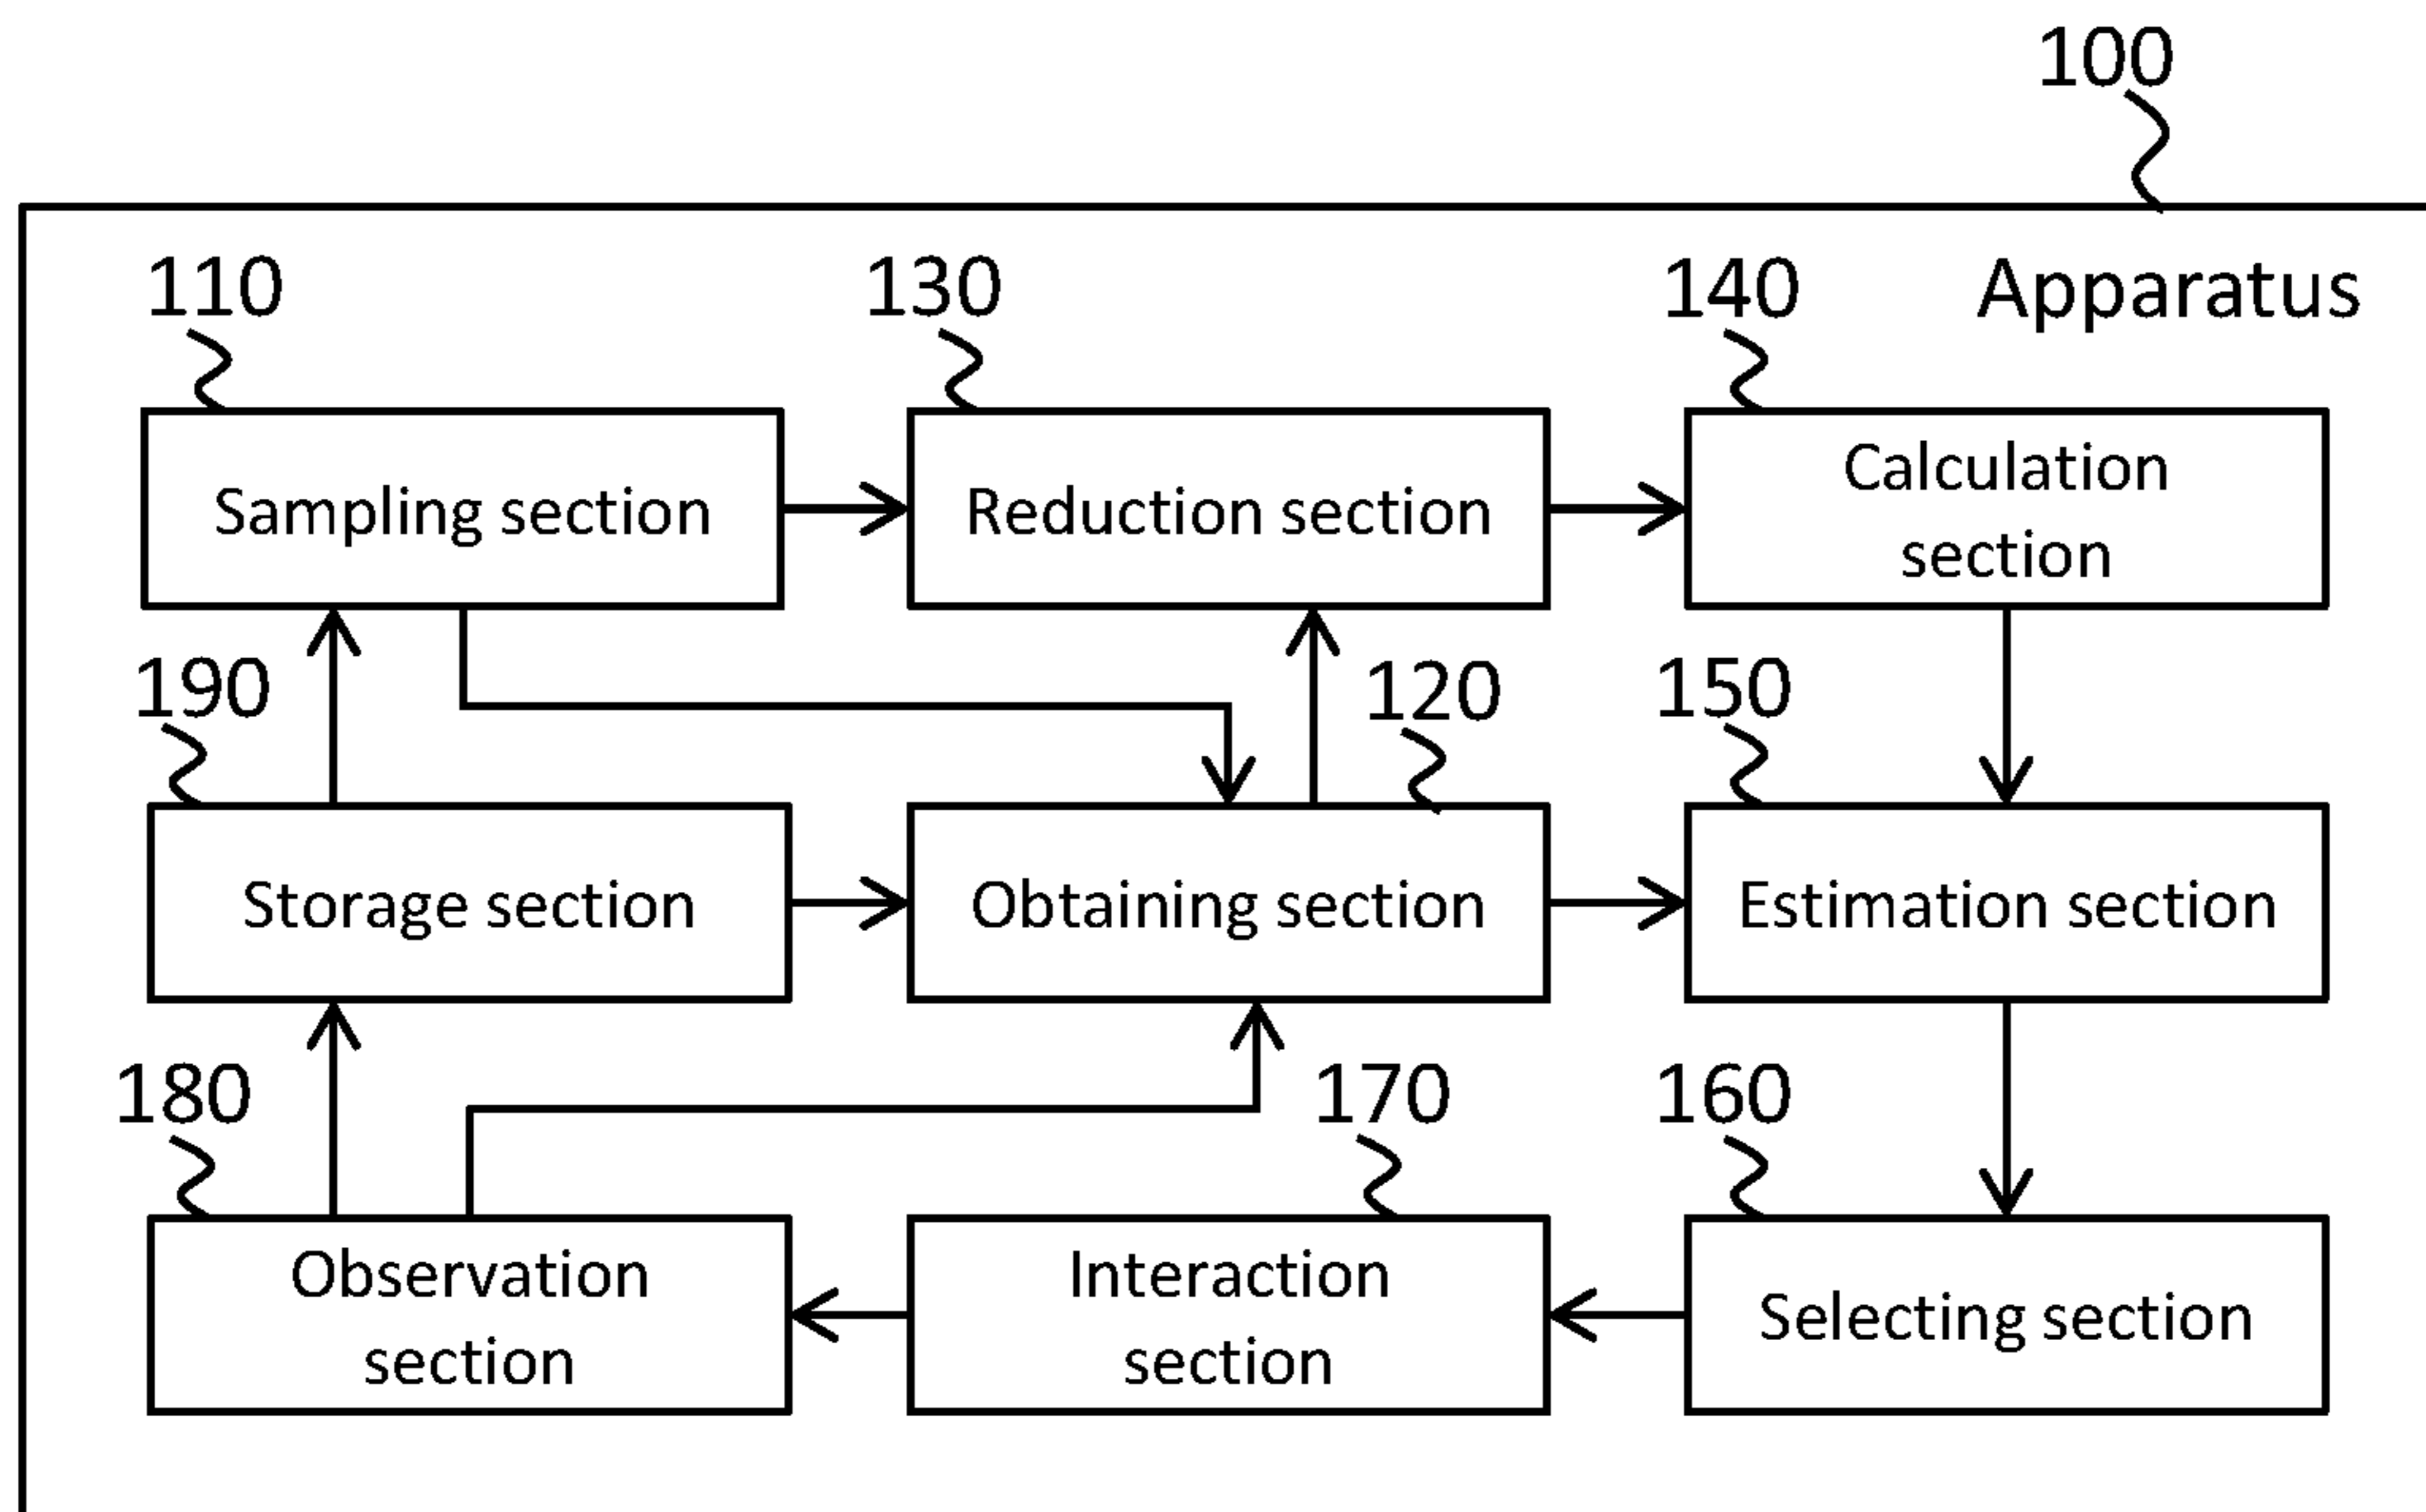 100
110
130
140
Apparatus
Sampling section
Reduction section
Calculation
section
190
120
150
Storage section
Obtaining section
Estimation section
180
170
160
Observation
section
Interaction
section
Selecting section